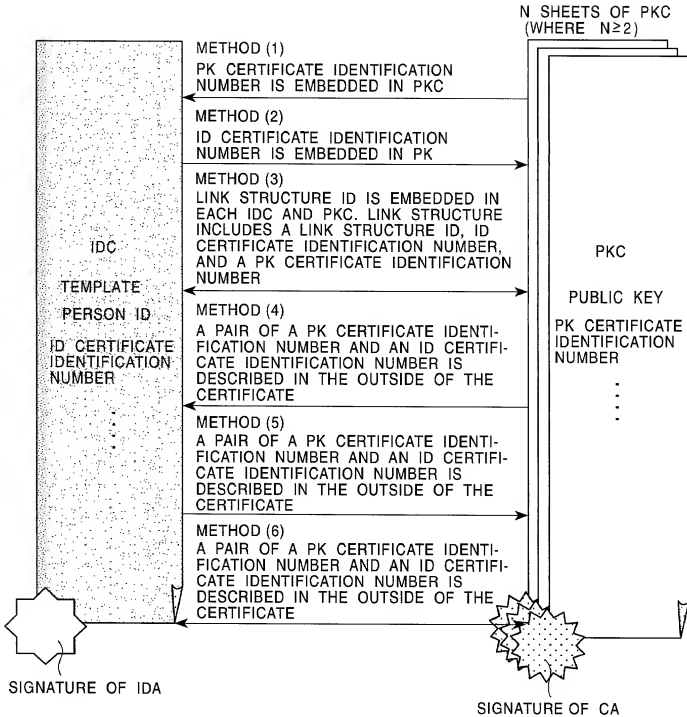 N SHEETS OF PKC
(WHERE N≥2)
METHOD (1)
PK CERTIFICATE IDENTIFICATION
NUMBER IS EMBEDDED IN PKC
METHOD (2)
ID CERTIFICATE IDENTIFICATION
NUMBER IS EMBEDDED IN PK
METHOD (3)
LINK STRUCTURE ID IS EMBEDDED IN
EACH IDC AND PKC. LINK STRUCTURE
INCLUDES A LINK STRUCTURE ID, ID
CERTIFICATE IDENTIFICATION NUMBER,
AND A PK CERTIFICATE IDENTIFICATION
NUMBER
METHOD (4)
A PAIR OF A PK CERTIFICATE IDENTI-
FICATION NUMBER AND AN ID CERTIFI-
CATE IDENTIFICATION NUMBER IS
DESCRIBED IN THE OUTSIDE OF THE
CERTIFICATE
METHOD (5)
A PAIR OF A PK CERTIFICATE IDENTI-
FICATION NUMBER AND AN ID CERTIFI-
CATE IDENTIFICATION NUMBER IS
DESCRIBED IN THE OUTSIDE OF THE
CERTIFICATE
METHOD (6)
A PAIR OF A PK CERTIFICATE IDENTI-
FICATION NUMBER AND AN ID CERTIFI-
CATE IDENTIFICATION NUMBER IS
DESCRIBED IN THE OUTSIDE OF THE
CERTIFICATE
IDC
TEMPLATE
PERSON ID
ID CERTIFICATE
IDENTIFICATION
NUMBER
PKC
PUBLIC KEY
PK CERTIFICATE
IDENTIFICATION
NUMBER
SIGNATURE OF IDA
SIGNATURE OF CA